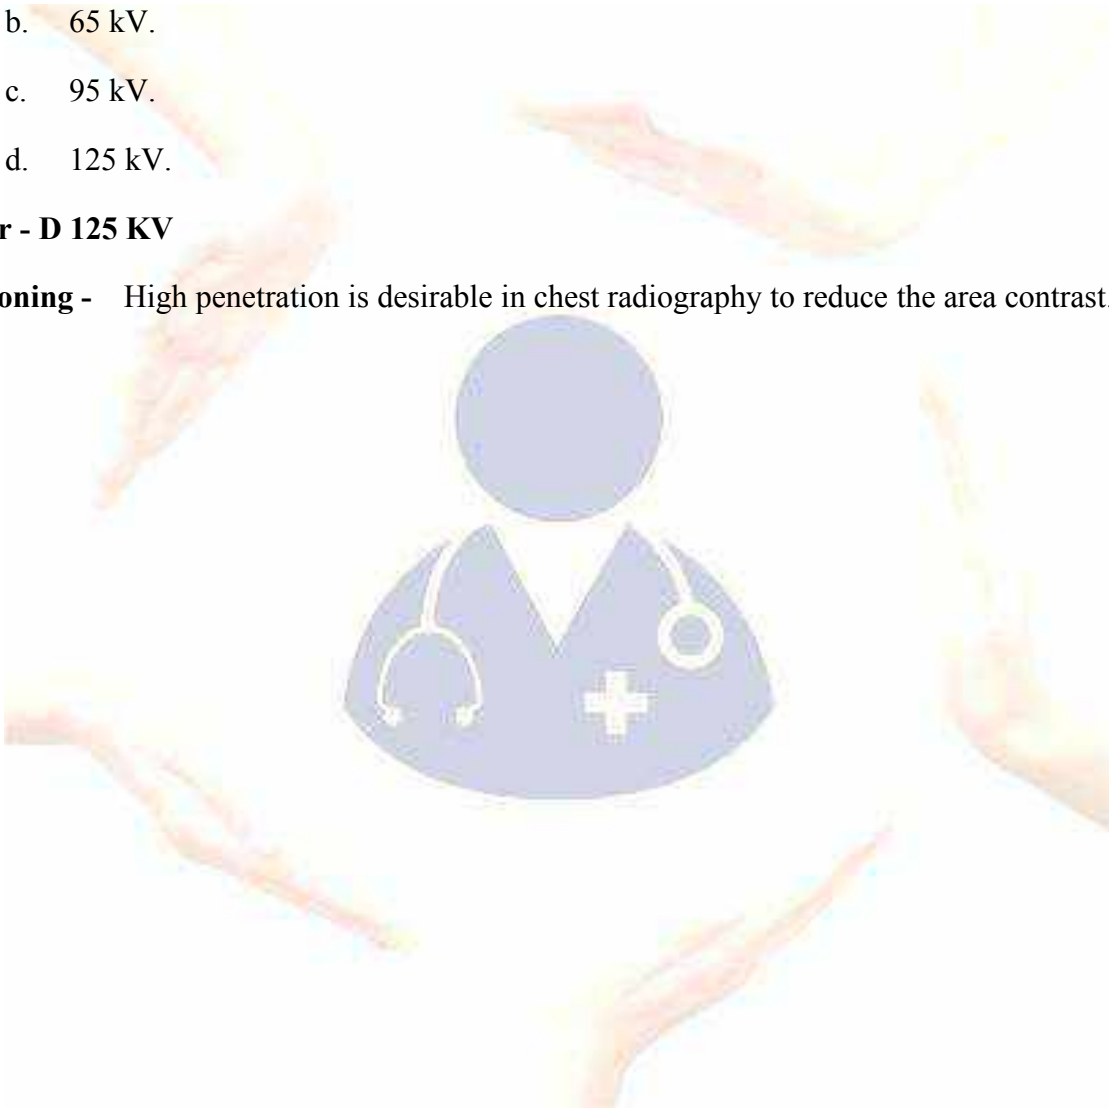 b. 65 kV.
c. 95 kV.
d. 125 kV.
r - D 125 KV
oning - High penetration is desirable in chest radiography to reduce the area contrast.